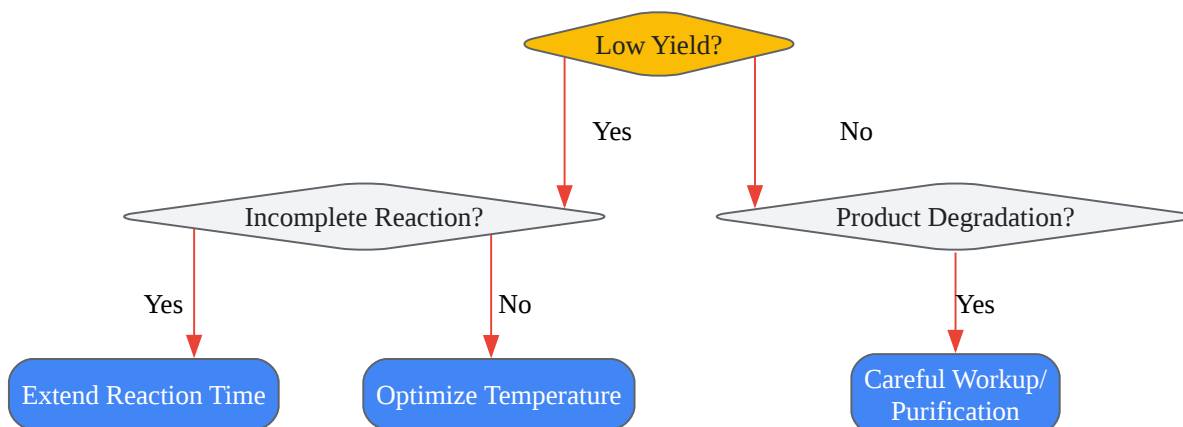 Low Yield?
Yes
No
Incomplete Reaction?
Product Degradation?
Yes
No
Yes
Extend Reaction Time
Optimize Temperature
Careful Workup/
Purification